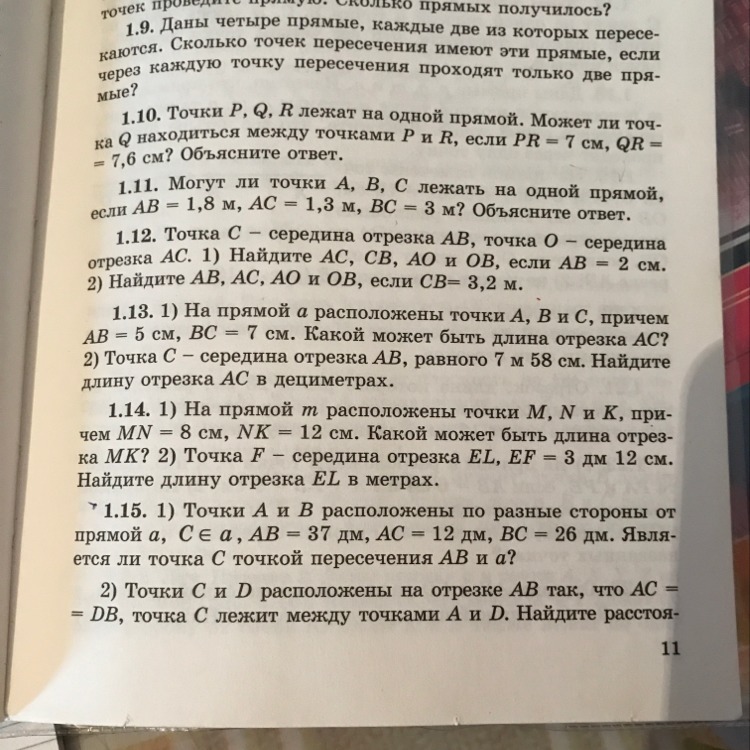 точек проведите прямую. Сколько прямых получилось?
1.9. Даны четыре прямые, каждые две из которых пересе-
каются. Сколько точек пересечения имеют эти прямые, если
через каждую точку пересечения проходят только две пря-
мые?
1.10. Точки P, Q, R лежат на одной прямой. Может ли точ-
ка Q находиться между точками P и R, если PR = 7 см, QR =
= 7,6 см? Объясните ответ.
1.11. Могут ли точки A, B, C лежать на одной прямой,
если AB = 1,8 м, AC = 1,3 м, BC = 3 м? Объясните ответ.
1.12. Точка C – середина отрезка AB, точка O – середина
отрезка AC. 1) Найдите AC, CB, AO и OB, если AB = 2 см.
2) Найдите AB, AC, AO и OB, если CB= 3,2 м.
1.13. 1) На прямой a расположены точки A, B и C, причем
AB = 5 см, BC = 7 см. Какой может быть длина отрезка AC?
2) Точка C – середина отрезка AB, равного 7 м 58 см. Найдите
длину отрезка AC в дециметрах.
1.14. 1) На прямой m расположены точки M, N и K, при-
чем MN = 8 см, NK = 12 см. Какой может быть длина отрез-
ка MK? 2) Точка F – середина отрезка EL, EF = 3 дм 12 см.
Найдите длину отрезка EL в метрах.
1.15. 1) Точки A и B расположены по разные стороны от
прямой a, C ∈ a, AB = 37 дм, AC = 12 дм, BC = 26 дм. Явля-
ется ли точка C точкой пересечения AB и a?
2) Точки C и D расположены на отрезке AB так, что AC =
= DB, точка C лежит между точками A и D. Найдите расстоя-
11